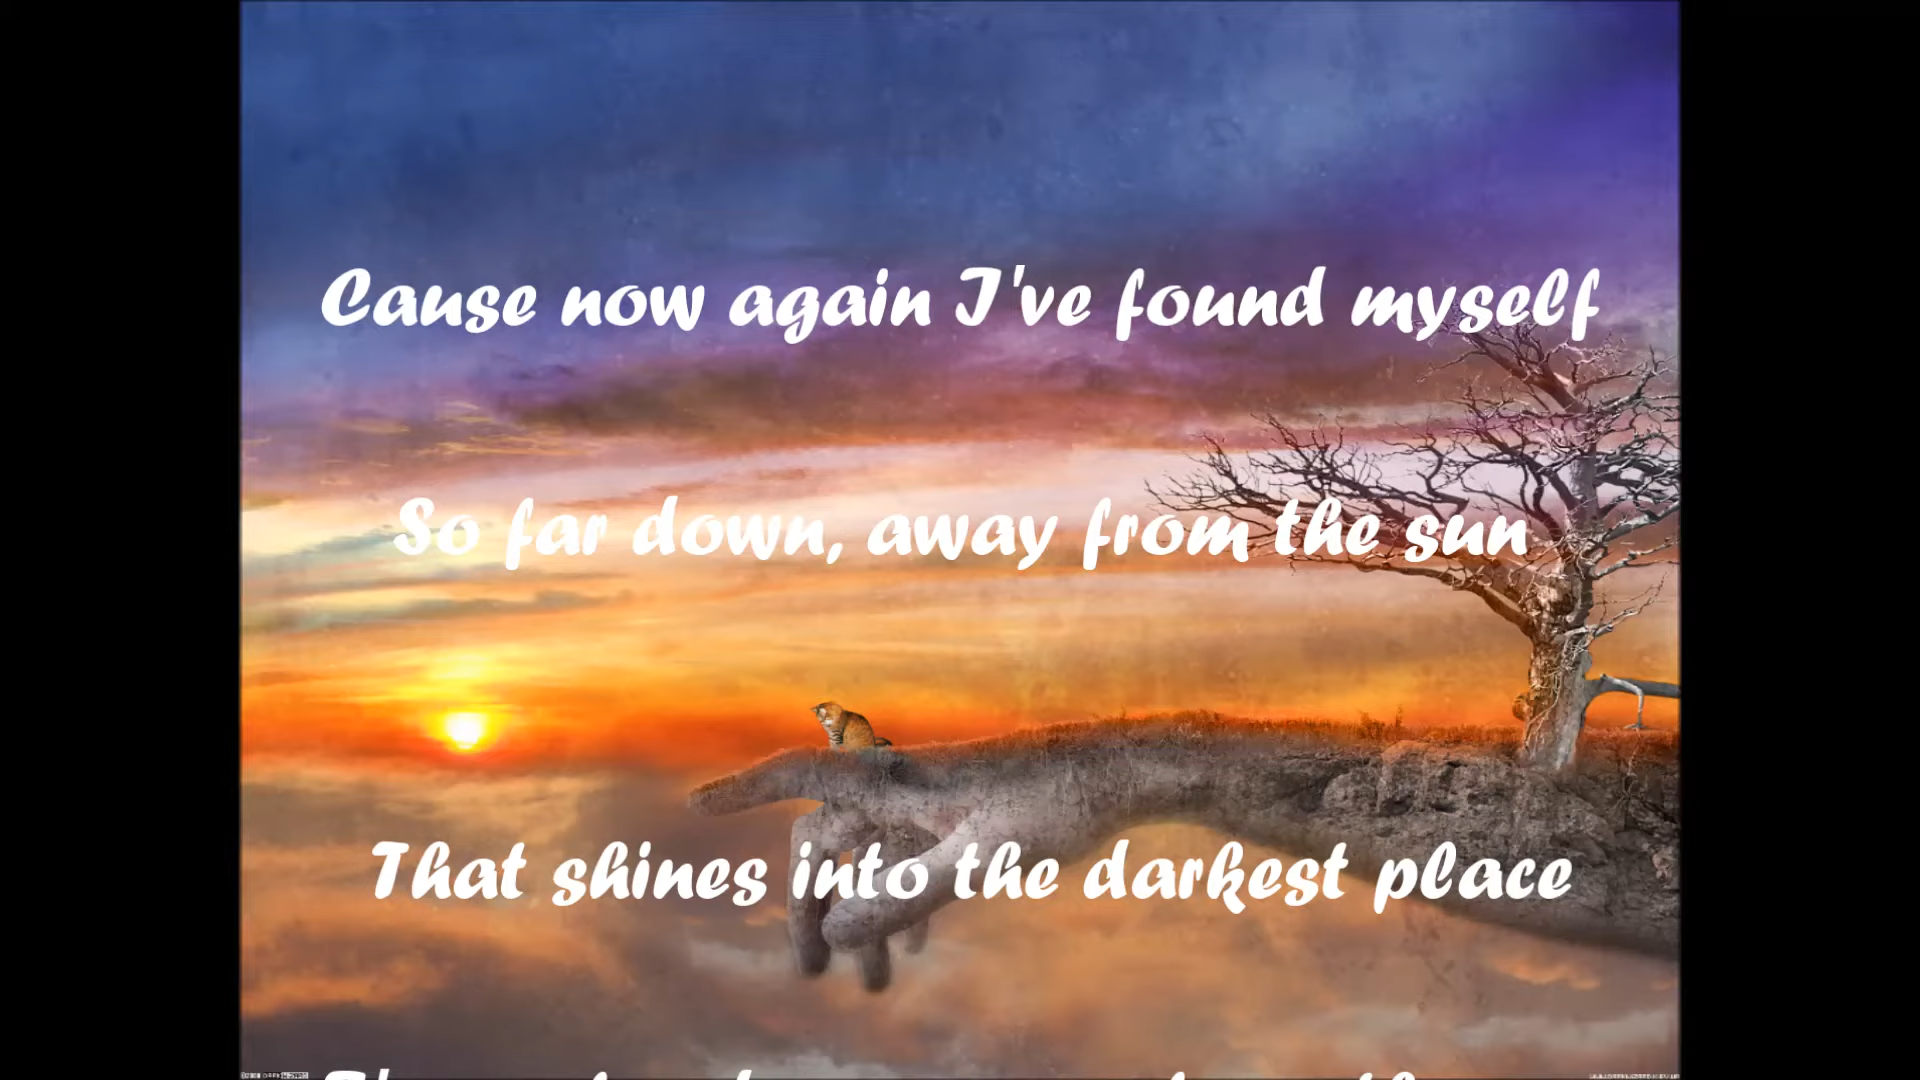 Cause now again I've found myself
So far down, away from the sun
That shines into the darkest place